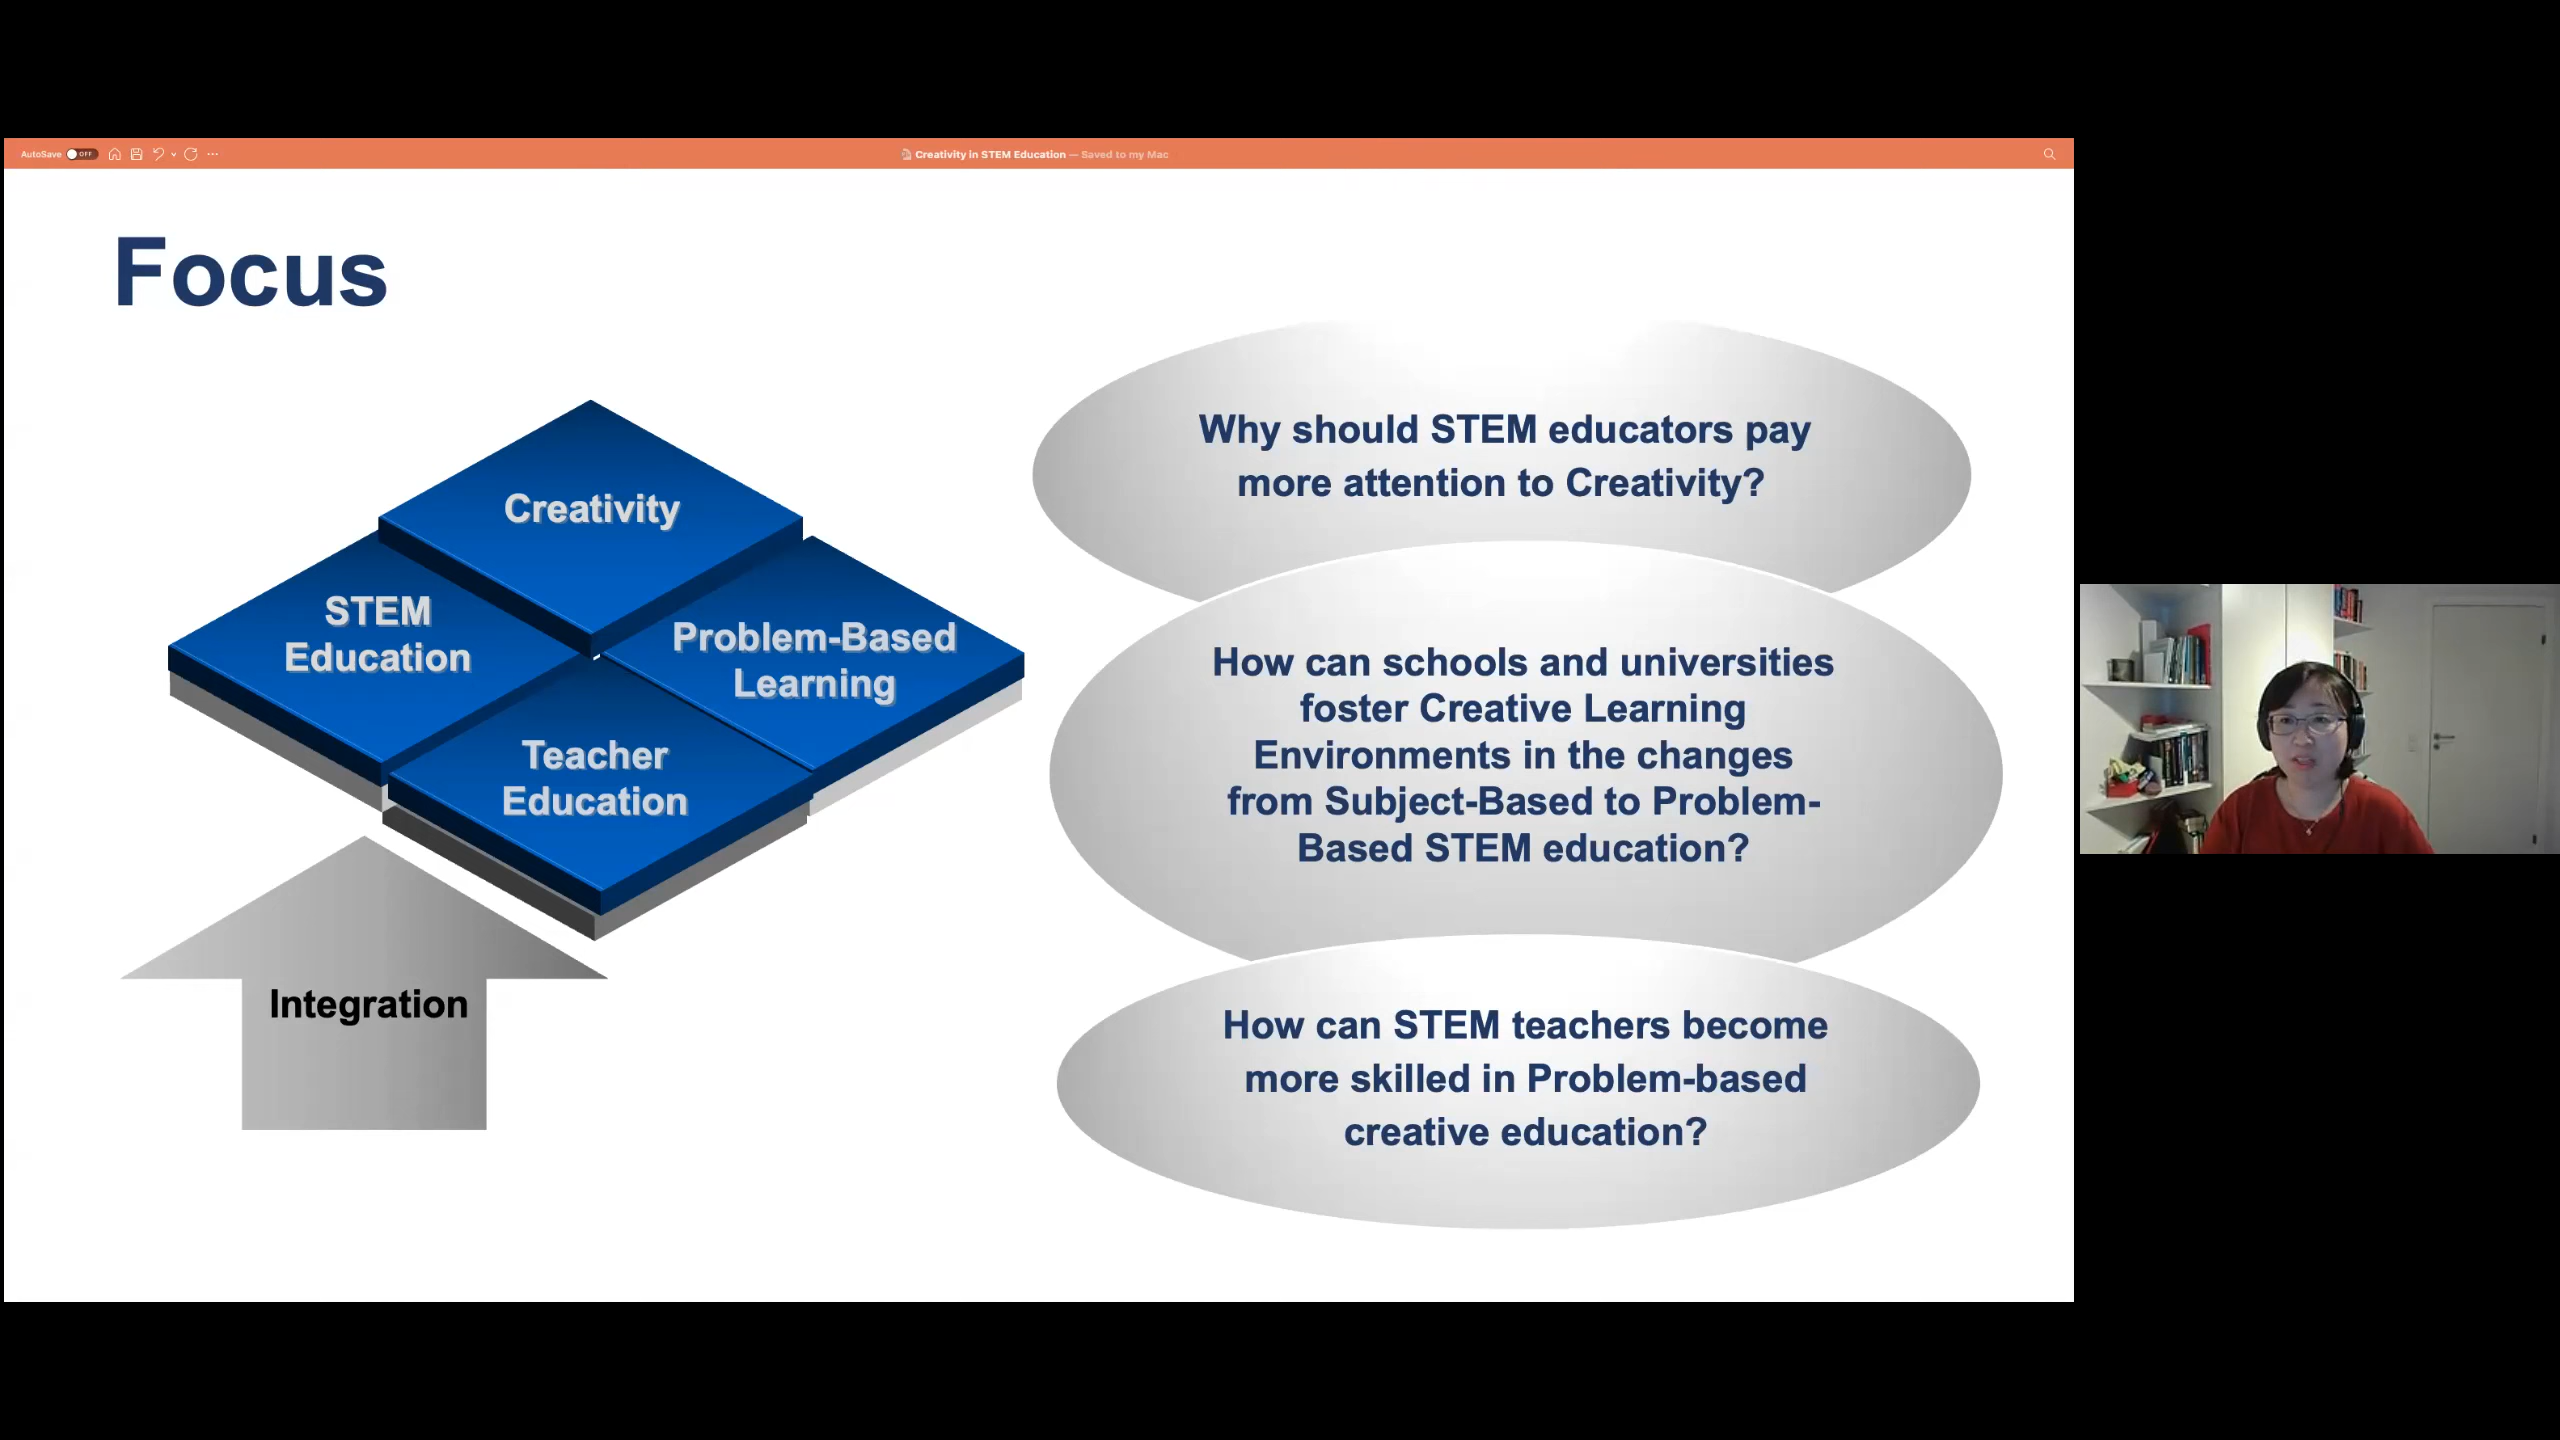 AutoSave OFF
Creativity in STEM Education — Saved to my Mac
Focus
Creativity
STEM
Education
Problem-Based
Learning
Teacher
Education
Integration
Why should STEM educators pay
more attention to Creativity?
How can schools and universities
foster Creative Learning
Environments in the changes
from Subject-Based to Problem-
Based STEM education?
How can STEM teachers become
more skilled in Problem-based
creative education?